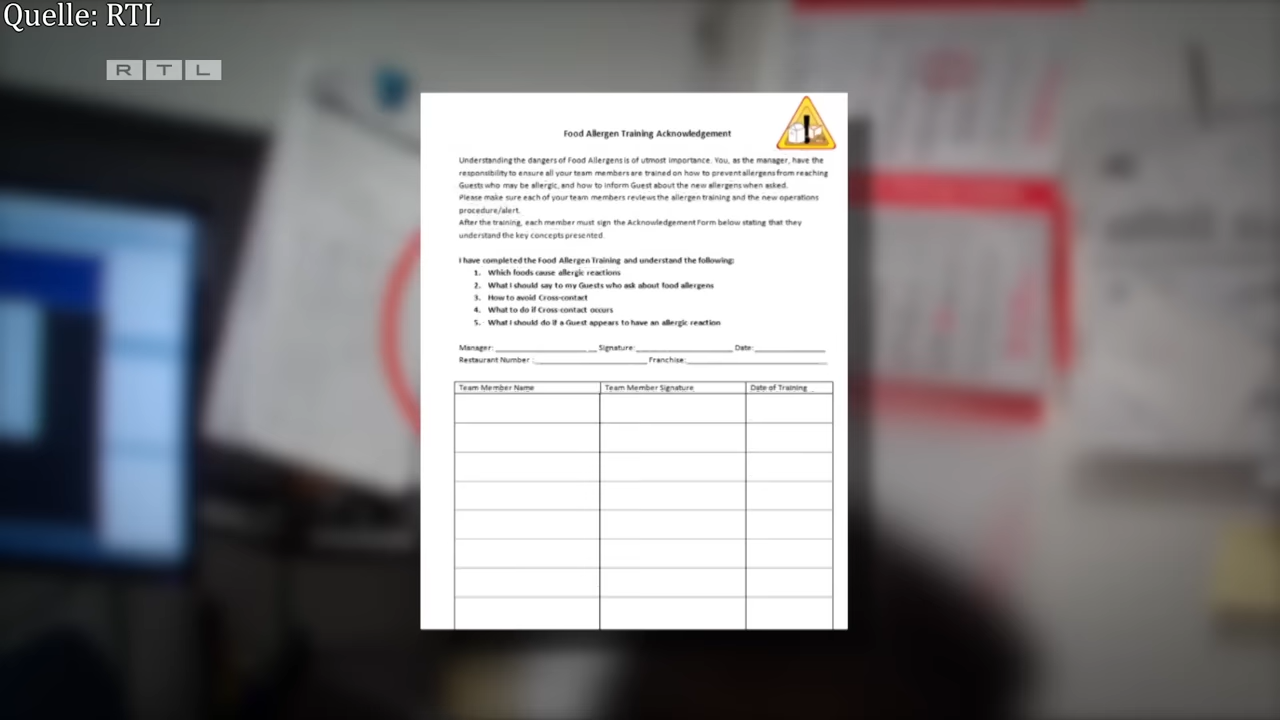 Quelle: RTL
RTL
Food Allergen Training Acknowledgement
Understanding the dangers of Food Allergens is of utmost importance. You, as the manager, have the
responsibility to ensure all your team members are trained on how to prevent allergens from reaching
Guests who may be allergic, and how to inform Guest about the new allergens when asked.
Please make sure each of your team members reviews the allergen training and the new operations
procedure/alert.
After the training, each member must sign the Acknowledgement Form below stating that they
understand the key concepts presented.
I have completed the Food Allergen Training and understand the following:
1. Which foods cause allergic reactions
2. What I should say to my Guests who ask about food allergens
3. How to avoid Cross-contact
4. What to do if Cross-contact occurs
5. What I should do if a Guest appears to have an allergic reaction
Manager: Signature: Date:
Restaurant Number : Franchise:
Team Member Name Team Member Signature Date of Training